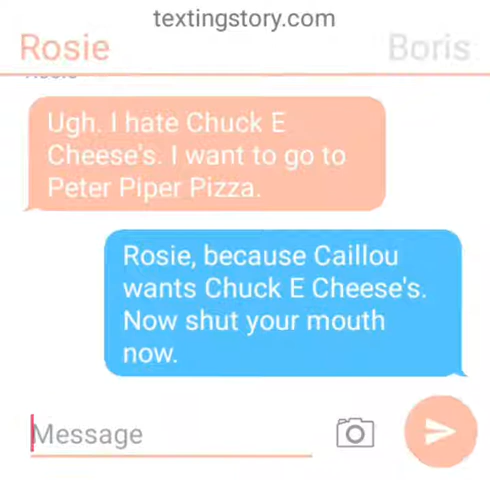 textingstory.com
Rosie Boris
Ugh. I hate Chuck E
Cheese's. I want to go to
Peter Piper Pizza.
Rosie, because Caillou
wants Chuck E Cheese's.
Now shut your mouth
now.
Message